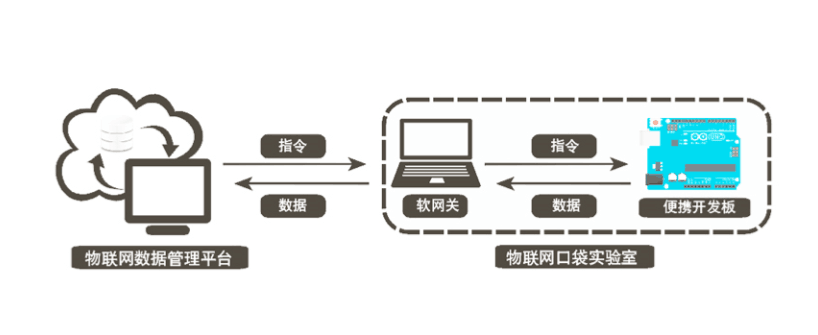 指令
指令
数据
软网关
数据
便携开发板
物联网数据管理平台
物联网口袋实验室